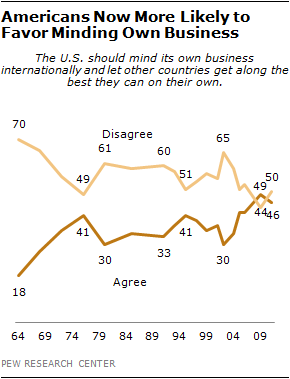 Americans Now More Likely to
Favor Minding Own Business
The U.S. should mind its own business
internationally and let other countries get along the
best they can on their own.
70
Disagree
61
60
65
49
51
49
50
41
41
44
46
30
33
30
18
Agree
64 69 74 79 84 89 94 99 04 09
PEW RESEARCH CENTER